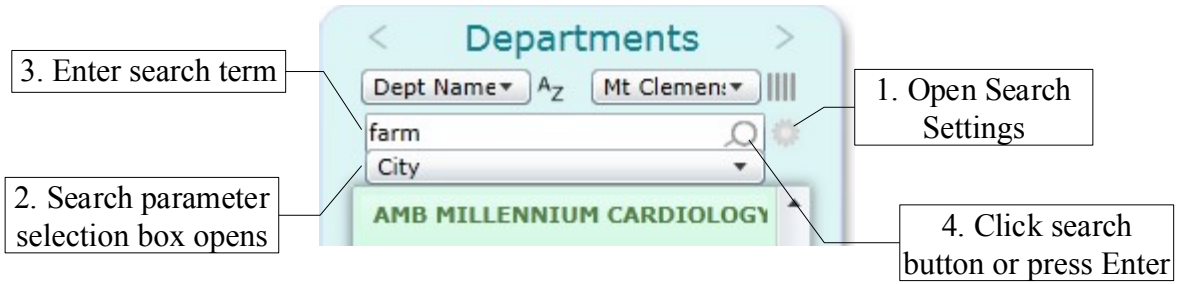 < Departments >
3. Enter search term
Dept Name▾ AZ Mt Clemens▾
1. Open Search
Settings
farm
City
2. Search parameter
selection box opens
AMB MILLENNIUM CARDIOLOGY
4. Click search
button or press Enter